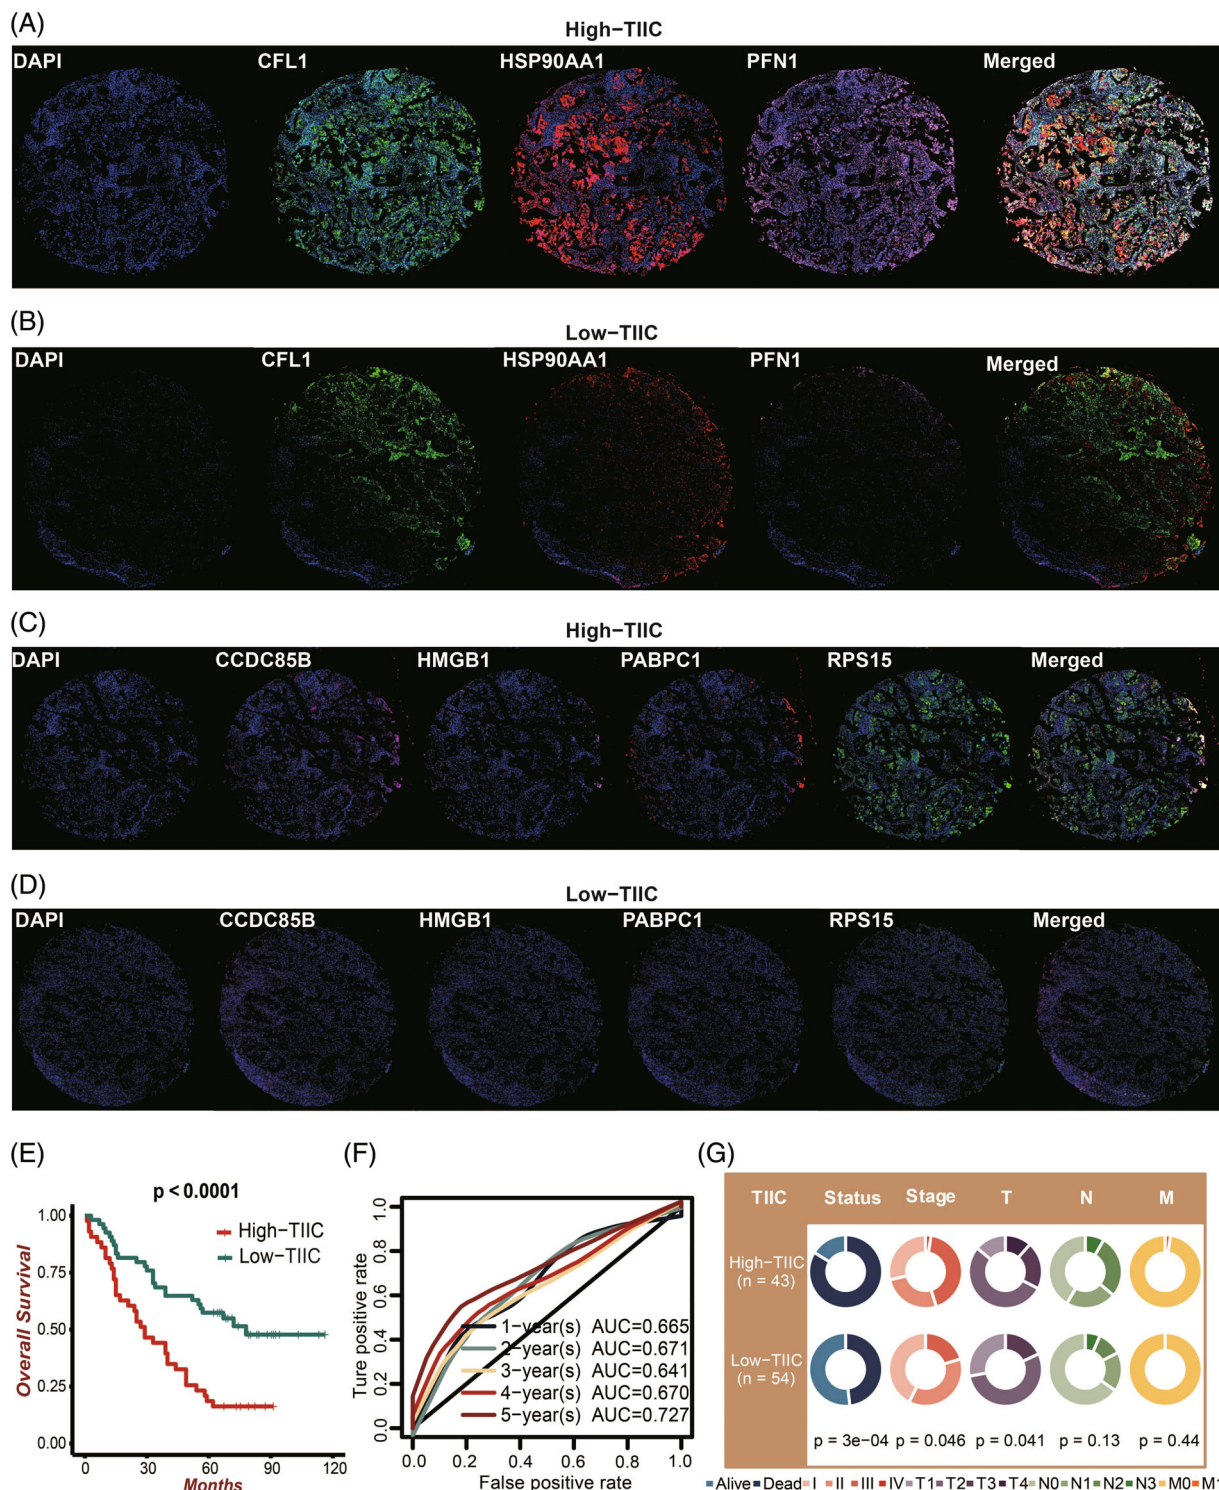 (A)
High-TIIC
DAPI CFL1 HSP90AA1 PFN1 Merged
(B)
Low-TIIC
DAPI CFL1 HSP90AA1 PFN1 Merged
(C)
High-TIIC
DAPI CCDC85B HMGB1 PABPC1 RPS15 Merged
(D)
Low-TIIC
DAPI CCDC85B HMGB1 PABPC1 RPS15 Merged
(E)
p < 0.0001
High-TIIC
Low-TIIC
Overall Survival
1.00
0.75
0.50
0.25
0.00
0 30 60 90 120
Months
(F)
Ture positive rate
1.0
0.8
0.6
0.4
0.2
0.0
1-year(s) AUC=0.665
2-year(s) AUC=0.671
3-year(s) AUC=0.641
4-year(s) AUC=0.670
5-year(s) AUC=0.727
0.0 0.2 0.4 0.6 0.8 1.0
False positive rate
(G)
TIIC Status Stage T N M
High-TIIC
(n = 43)
Low-TIIC
(n = 54)
p = 3e-04 p = 0.046 p = 0.041 p = 0.13 p = 0.44
Alive Dead I II III IV T1 T2 T3 T4 N0 N1 N2 N3 M0 M1